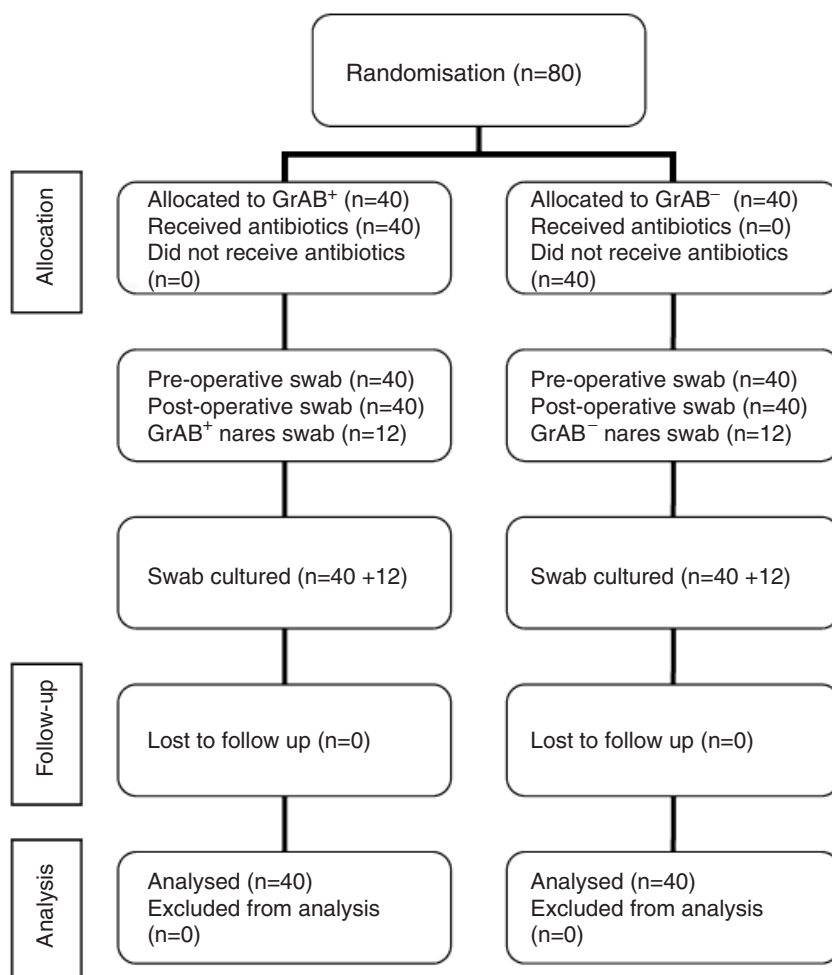 Randomisation (n=80)
Allocation
Allocated to GrAB⁺ (n=40)
Received antibiotics (n=40)
Did not receive antibiotics
(n=0)
Allocated to GrAB⁻ (n=40)
Received antibiotics (n=0)
Did not receive antibiotics
(n=40)
Pre-operative swab (n=40)
Post-operative swab (n=40)
GrAB⁺ nares swab (n=12)
Pre-operative swab (n=40)
Post-operative swab (n=40)
GrAB⁻ nares swab (n=12)
Swab cultured (n=40 +12)
Swab cultured (n=40 +12)
Follow-up
Lost to follow up (n=0)
Lost to follow up (n=0)
Analysis
Analysed (n=40)
Excluded from analysis
(n=0)
Analysed (n=40)
Excluded from analysis
(n=0)